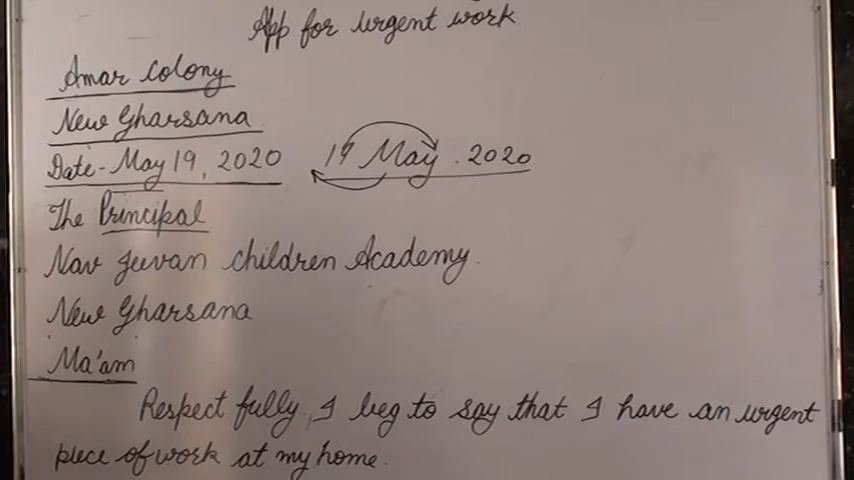 App for urgent work
Amar Colony
New Gharsana
Date- May 19, 2020 19 May. 2020
The Principal
Nav Jeevan children Academy.
New Gharsana
Ma'am
Respect fully, I beg to say that I have an urgent
piece of work at my home.